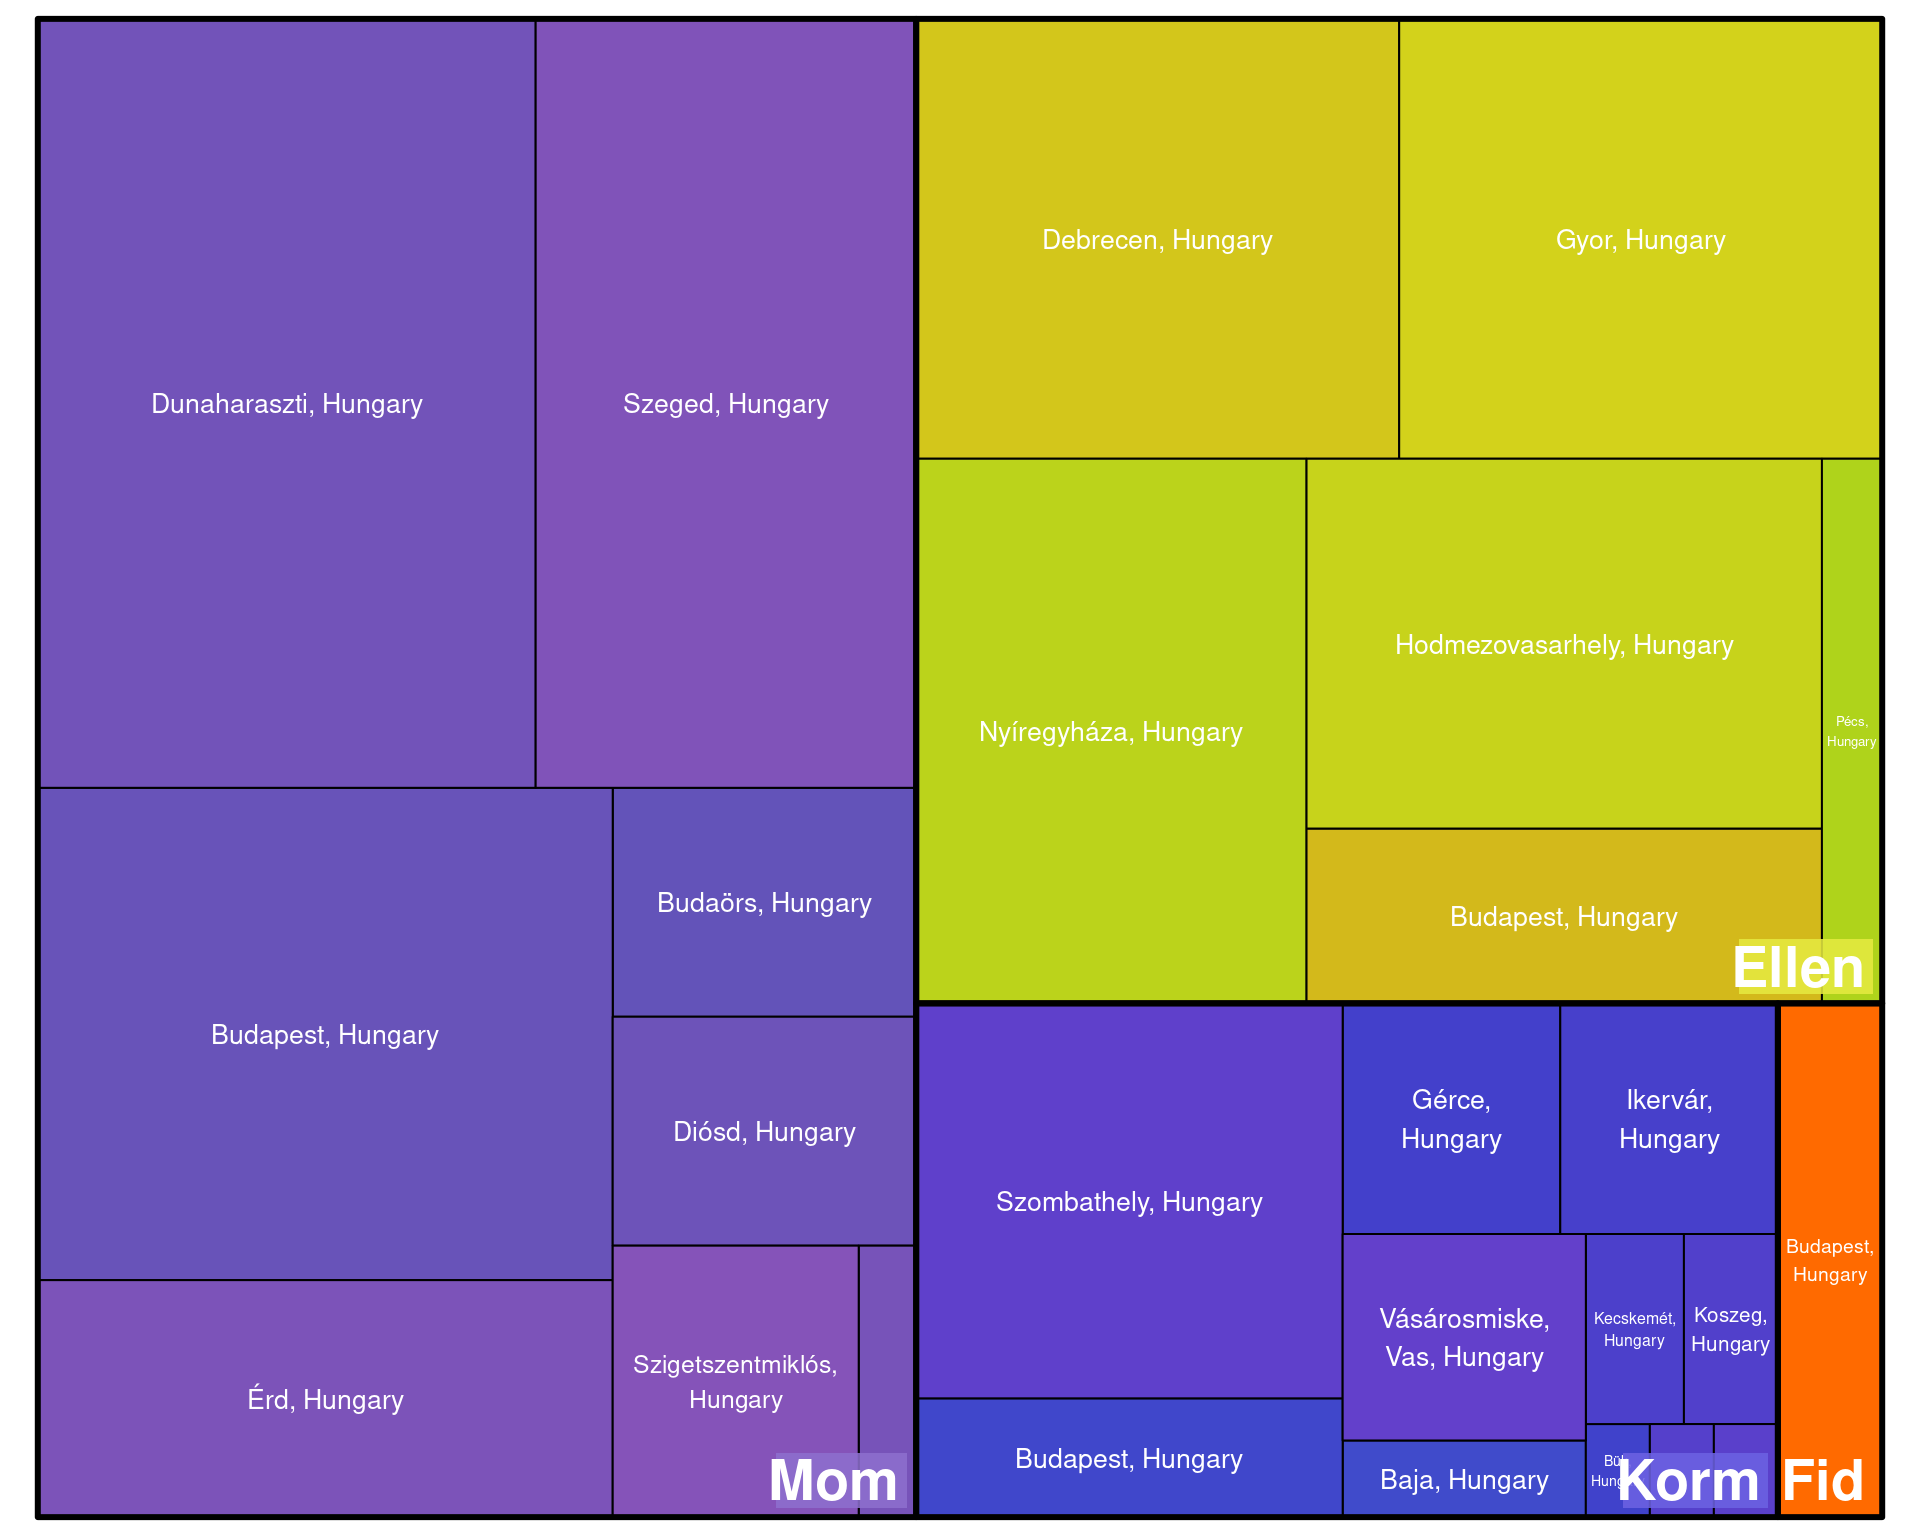 Dunaharaszti, Hungary
Szeged, Hungary
Budapest, Hungary
Budaörs, Hungary
Diósd, Hungary
Érd, Hungary
Szigetszentmiklós,
Hungary
Mom
Debrecen, Hungary
Gyor, Hungary
Nyíregyháza, Hungary
Hodmezovasarhely, Hungary
Pécs,
Hungary
Budapest, Hungary
Ellen
Szombathely, Hungary
Gérce,
Hungary
Ikervár,
Hungary
Vásárosmiske,
Vas, Hungary
Kecskemét,
Hungary
Koszeg,
Hungary
Budapest, Hungary
Baja, Hungary
Korm
Budapest,
Hungary
Fid